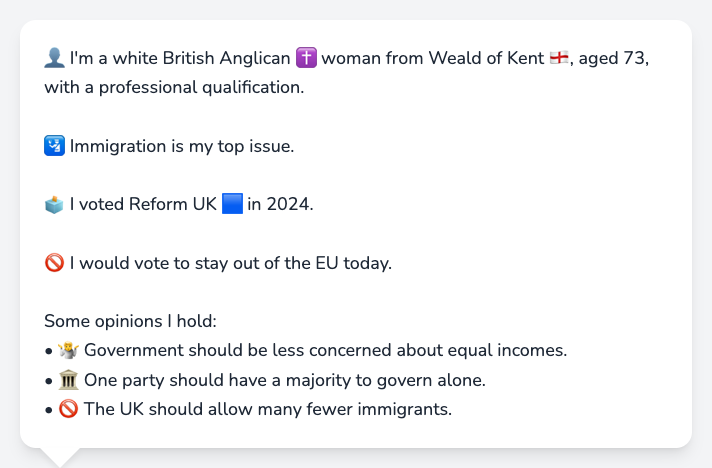 👤 I'm a white British Anglican ✝️ woman from Weald of Kent 🏴󠁧󠁢󠁥󠁮󠁧󠁿, aged 73,
with a professional qualification.
🛂 Immigration is my top issue.
🗳️ I voted Reform UK 🟦 in 2024.
🚫 I would vote to stay out of the EU today.
Some opinions I hold:
• 🤷 Government should be less concerned about equal incomes.
• 🏛️ One party should have a majority to govern alone.
• 🚫 The UK should allow many fewer immigrants.